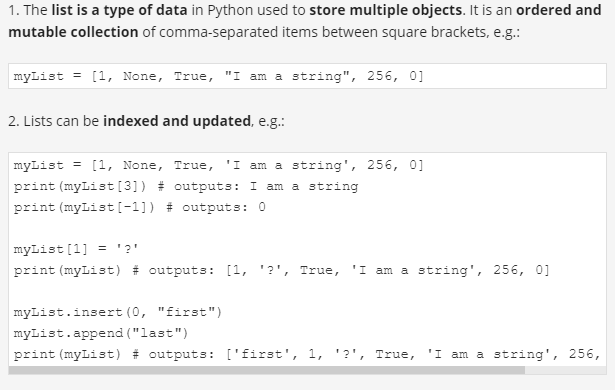 1. The list is a type of data in Python used to store multiple objects. It is an ordered and
mutable collection of comma-separated items between square brackets, e.g.:
myList = [1, None, True, "I am a string", 256, 0]
2. Lists can be indexed and updated, e.g.:
myList = [1, None, True, 'I am a string', 256, 0]
print(myList[3]) # outputs: I am a string
print(myList[-1]) # outputs: 0
myList[1] = '?'
print(myList) # outputs: [1, '?', True, 'I am a string', 256, 0]
myList.insert(0, "first")
myList.append("last")
print(myList) # outputs: ['first', 1, '?', True, 'I am a string', 256,